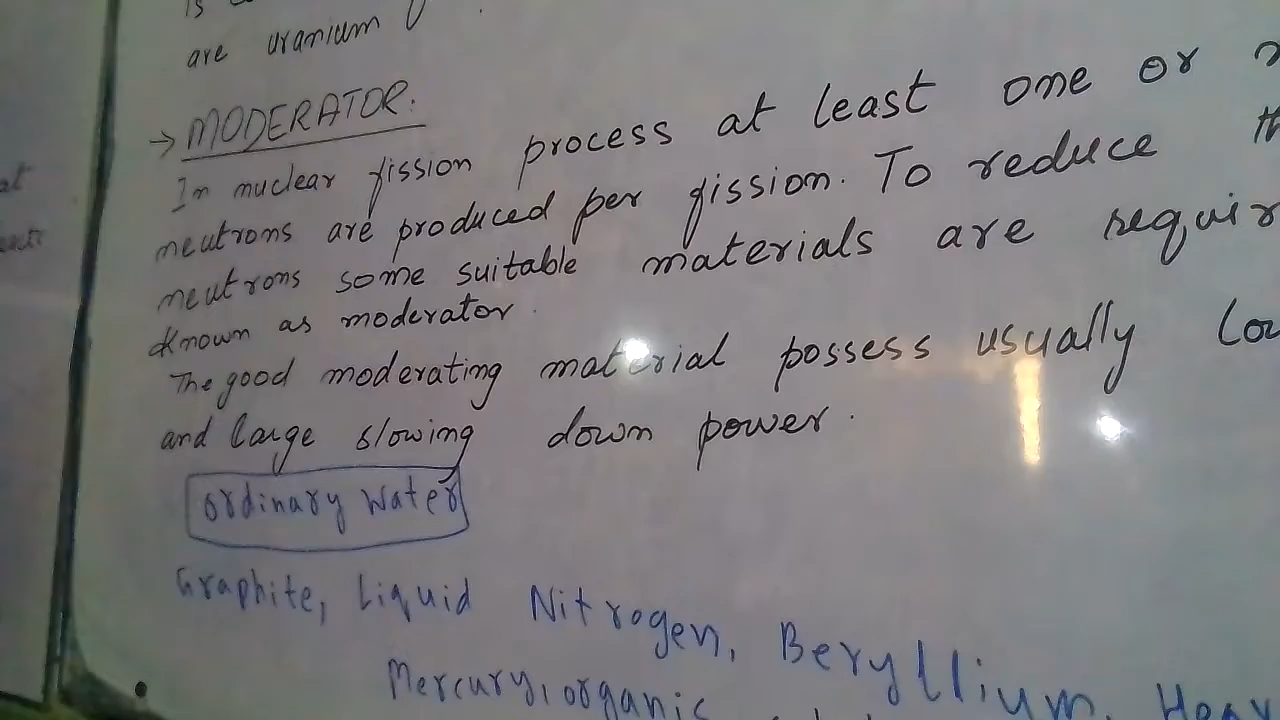 are uranium
→ MODERATOR.
In nuclear fission process at least one or
neutrons are produced per fission. To reduce
neutrons some suitable materials are requir
known as moderator.
The good moderating material possess usually
and large slowing down power.
ordinary water
Graphite, Liquid Nitrogen, Beryllium,
Mercury, organic